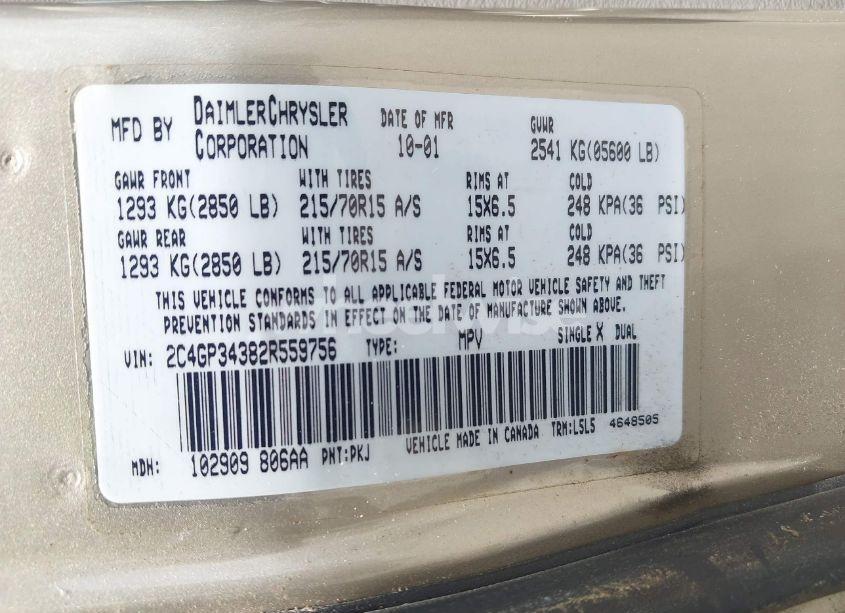 MFD BY DAIMLERCHRYSLER CORPORATION DATE OF MFR 10-01 GVWR 2541 KG(05600 LB)
GAWR FRONT WITH TIRES RIMS AT COLD
1293 KG(2850 LB) 215/70R15 A/S 15X6.5 248 KPA(36 PSI)
GAWR REAR WITH TIRES RIMS AT COLD
1293 KG(2850 LB) 215/70R15 A/S 15X6.5 248 KPA(36 PSI)
THIS VEHICLE CONFORMS TO ALL APPLICABLE FEDERAL MOTOR VEHICLE SAFETY AND THEFT
PREVENTION STANDARDS IN EFFECT ON THE DATE OF MANUFACTURE SHOWN ABOVE.
VIN: 2C4GP34382R559756 TYPE: MPV SINGLE X DUAL
MDH: 102909 806AA PNT:PKJ VEHICLE MADE IN CANADA TRM:L5L5 4648505